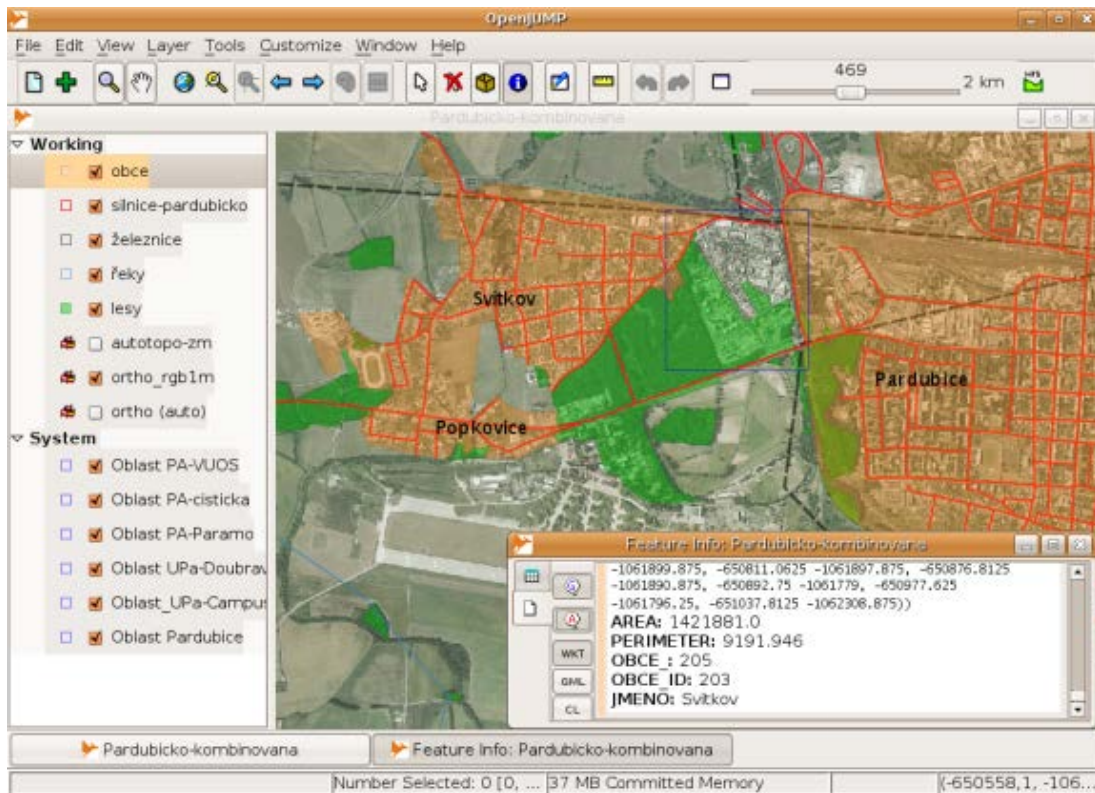 OpenJUMP
File Edit View Layer Tools Customize Window Help
469
2 km
Pardubicko-kombinovana
Working
obce
silnice-pardubicko
železnice
řeky
lesy
autotopo-zm
ortho_rgb1m
ortho (auto)
System
Oblast PA-VUOS
Oblast PA-cisticka
Oblast PA-Paramo
Oblast UPa-Doubrav
Oblast_UPa-Campus
Oblast Pardubice
Svitkov
Pardubice
Popkovice
Feature Info: Pardubicko-kombinovana
-1061899.875, -650811.0625 -1061897.875, -650876.8125
-1061890.875, -650892.75 -1061779, -650977.625
-1061796.25, -651037.8125 -1062308.875))
AREA: 1421881.0
PERIMETER: 9191.946
OBCE_: 205
OBCE_ID: 203
JMENO: Svitkov
WKT
GML
CL
Pardubicko-kombinovana
Feature Info: Pardubicko-kombinovana
Number Selected: 0 [0, ... 37 MB Committed Memory (-650558,1, -106...